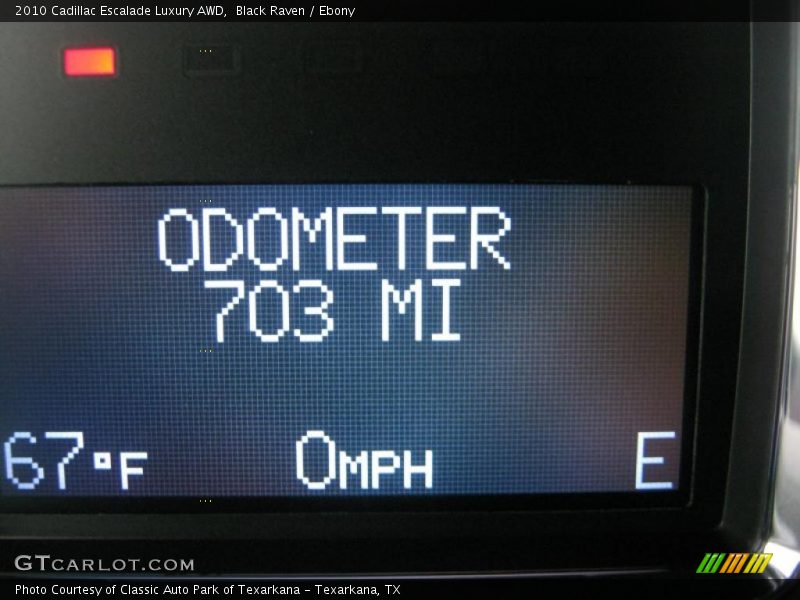 2010 Cadillac Escalade Luxury AWD,  Black Raven / Ebony
ODOMETER
703 MI
67°F 0MPH E
GTCARLOT.COM
Photo Courtesy of Classic Auto Park of Texarkana - Texarkana, TX